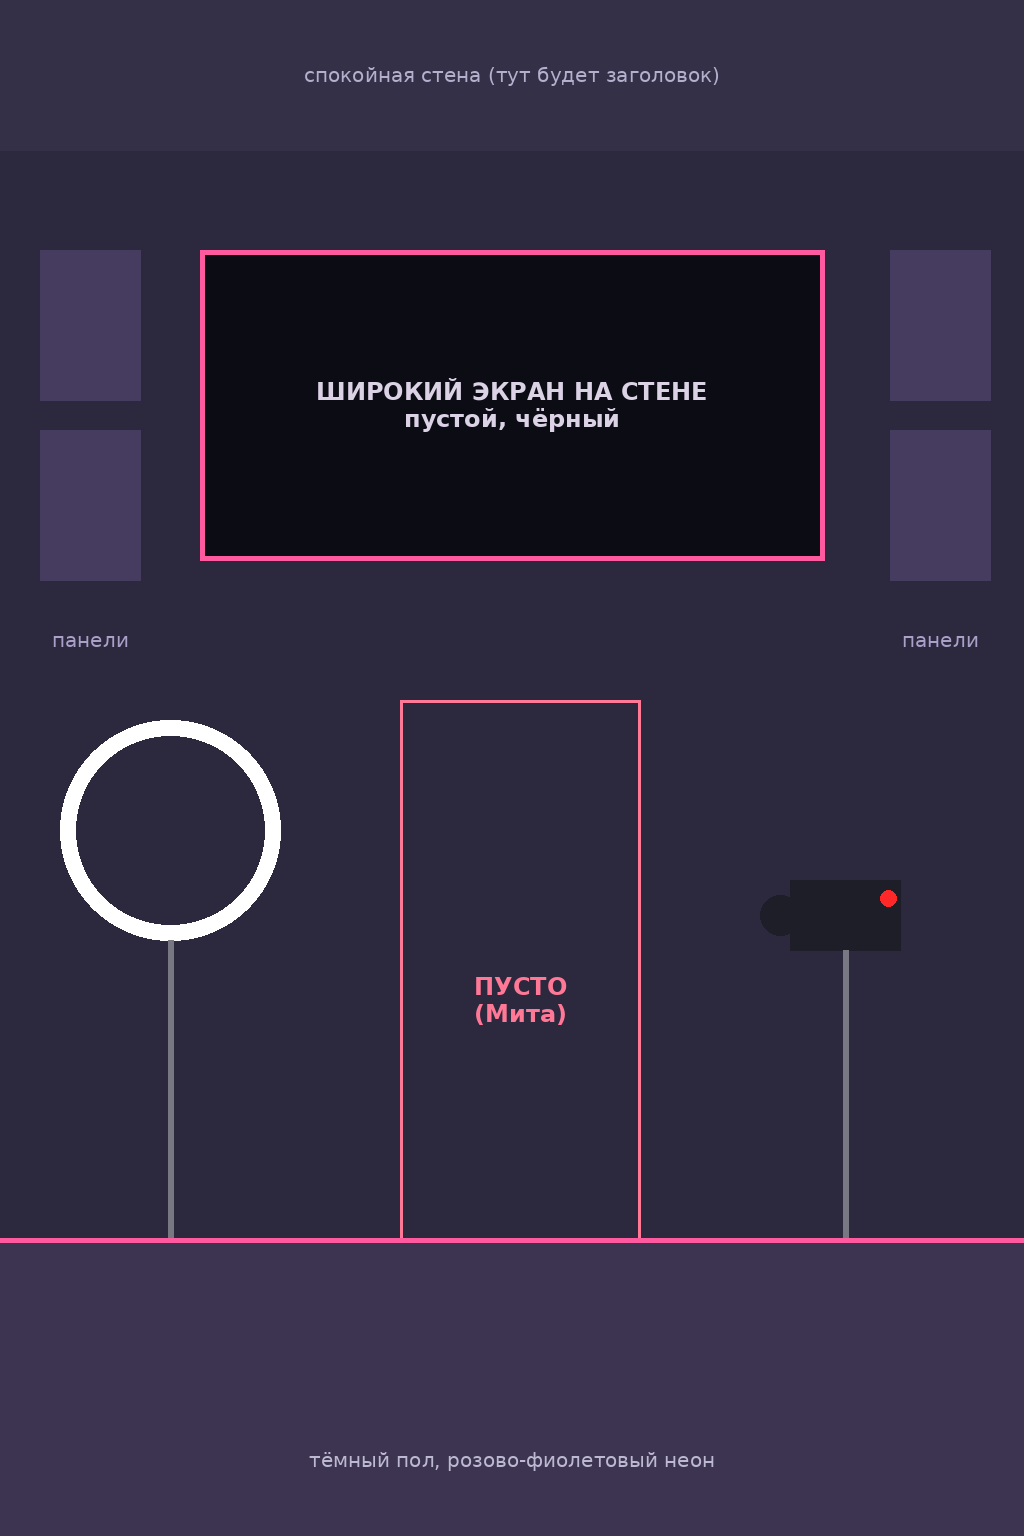 спокойная стена (тут будет заголовок)
ШИРОКИЙ ЭКРАН НА СТЕНЕ
пустой, чёрный
панели
панели
ПУСТО
(Мита)
тёмный пол, розово-фиолетовый неон